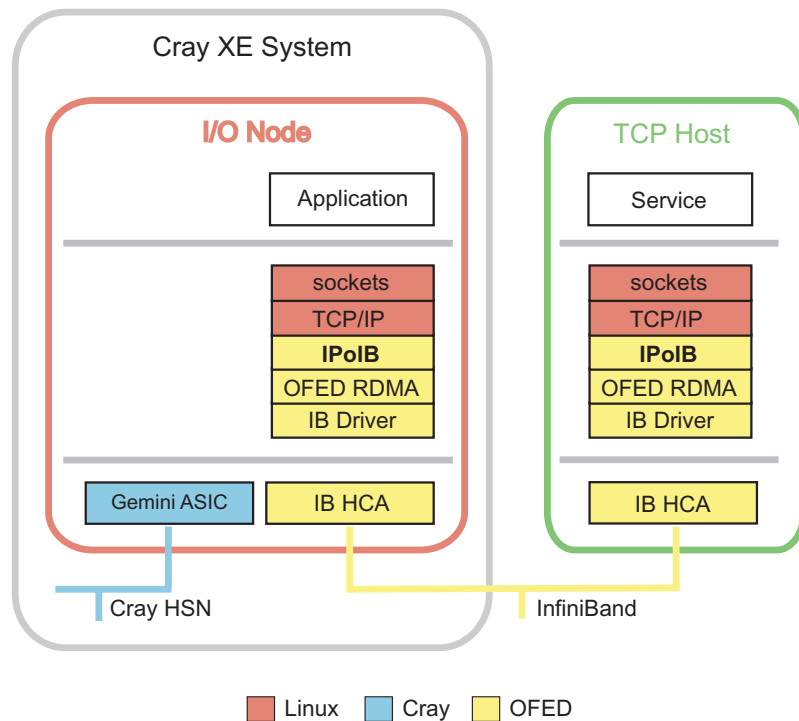 Cray XE System
I/O Node
TCP Host
Application
Service
sockets
TCP/IP
IPoIB
OFED RDMA
IB Driver
sockets
TCP/IP
IPoIB
OFED RDMA
IB Driver
Gemini ASIC
IB HCA
IB HCA
Cray HSN
InfiniBand
Linux
Cray
OFED